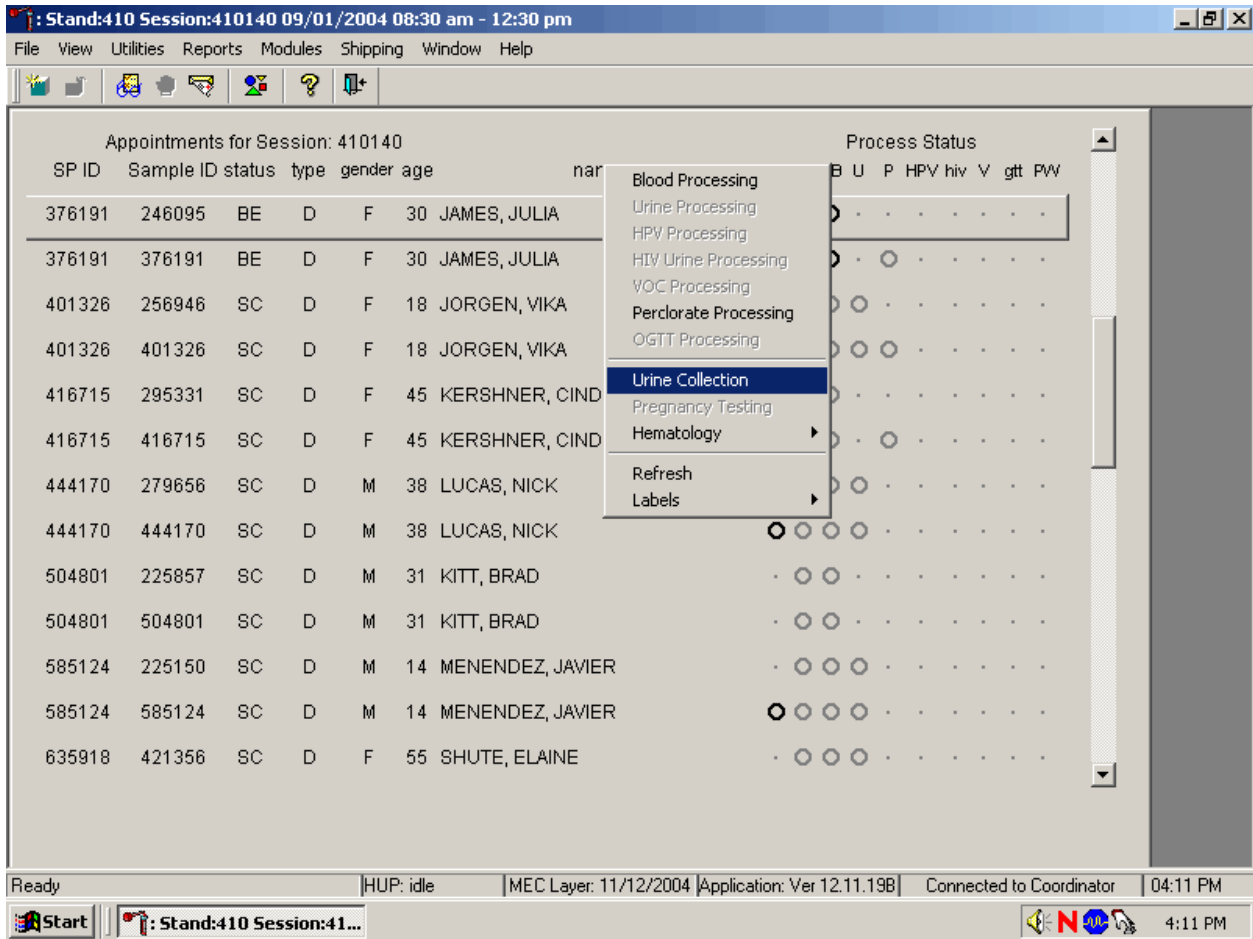 : Stand:410 Session:410140 09/01/2004 08:30 am - 12:30 pm
File View Utilities Reports Modules Shipping Window Help
Appointments for Session: 410140 Process Status
SP ID Sample ID status type gender age nar B U P HPV hiv V gtt PW
376191 246095 BE D F 30 JAMES, JULIA
376191 376191 BE D F 30 JAMES, JULIA
401326 256946 SC D F 18 JORGEN, VIKA
401326 401326 SC D F 18 JORGEN, VIKA
416715 295331 SC D F 45 KERSHNER, CIND
416715 416715 SC D F 45 KERSHNER, CIND
444170 279656 SC D M 38 LUCAS, NICK
444170 444170 SC D M 38 LUCAS, NICK
504801 225857 SC D M 31 KITT, BRAD
504801 504801 SC D M 31 KITT, BRAD
585124 225150 SC D M 14 MENENDEZ, JAVIER
585124 585124 SC D M 14 MENENDEZ, JAVIER
635918 421356 SC D F 55 SHUTE, ELAINE
Blood Processing
Urine Processing
HPV Processing
HIV Urine Processing
VOC Processing
Perclorate Processing
OGTT Processing
Urine Collection
Pregnancy Testing
Hematology
Refresh
Labels
Ready HUP: idle MEC Layer: 11/12/2004 Application: Ver 12.11.19B Connected to Coordinator 04:11 PM
Start : Stand:410 Session:41... N 4:11 PM